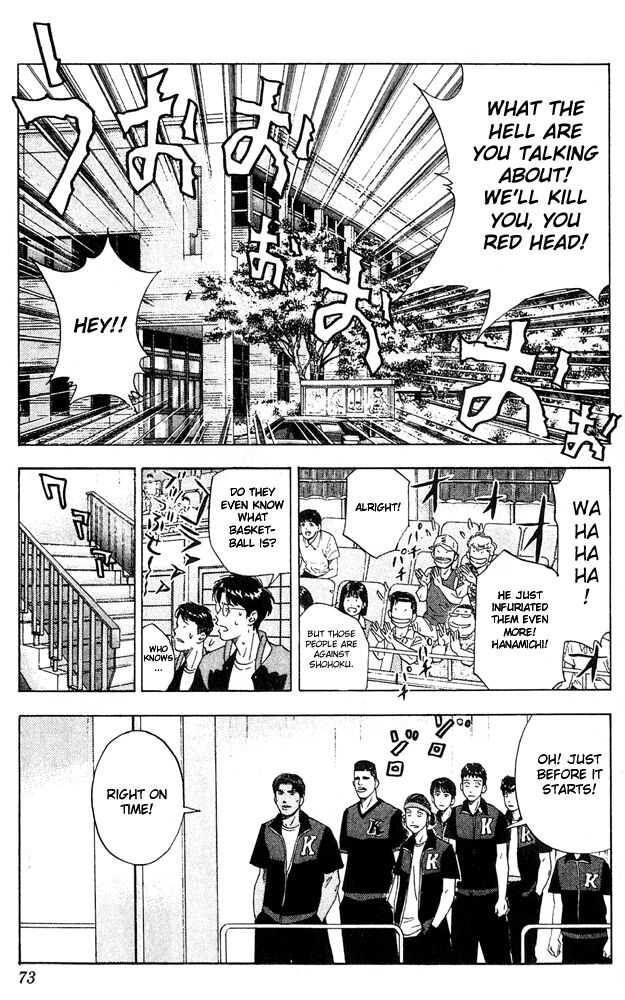 WHAT THE
HELL ARE
YOU TALKING
ABOUT!
WE'LL KILL
YOU, YOU
RED HEAD!
ワおおおおおお
HEY!!
WA
HA
HA
HA
!
ALRIGHT!
HE JUST
INFURIATED
THEM EVEN
MORE!
HANAMICHI!
BUT THOSE
PEOPLE ARE
AGAINST
SHOHOKU.
DO THEY
EVEN KNOW
WHAT
BASKET-
BALL IS?
WHO
KNOWS
...
OH! JUST
BEFORE IT
STARTS!
RIGHT ON
TIME!
K
K
K
K
K
73